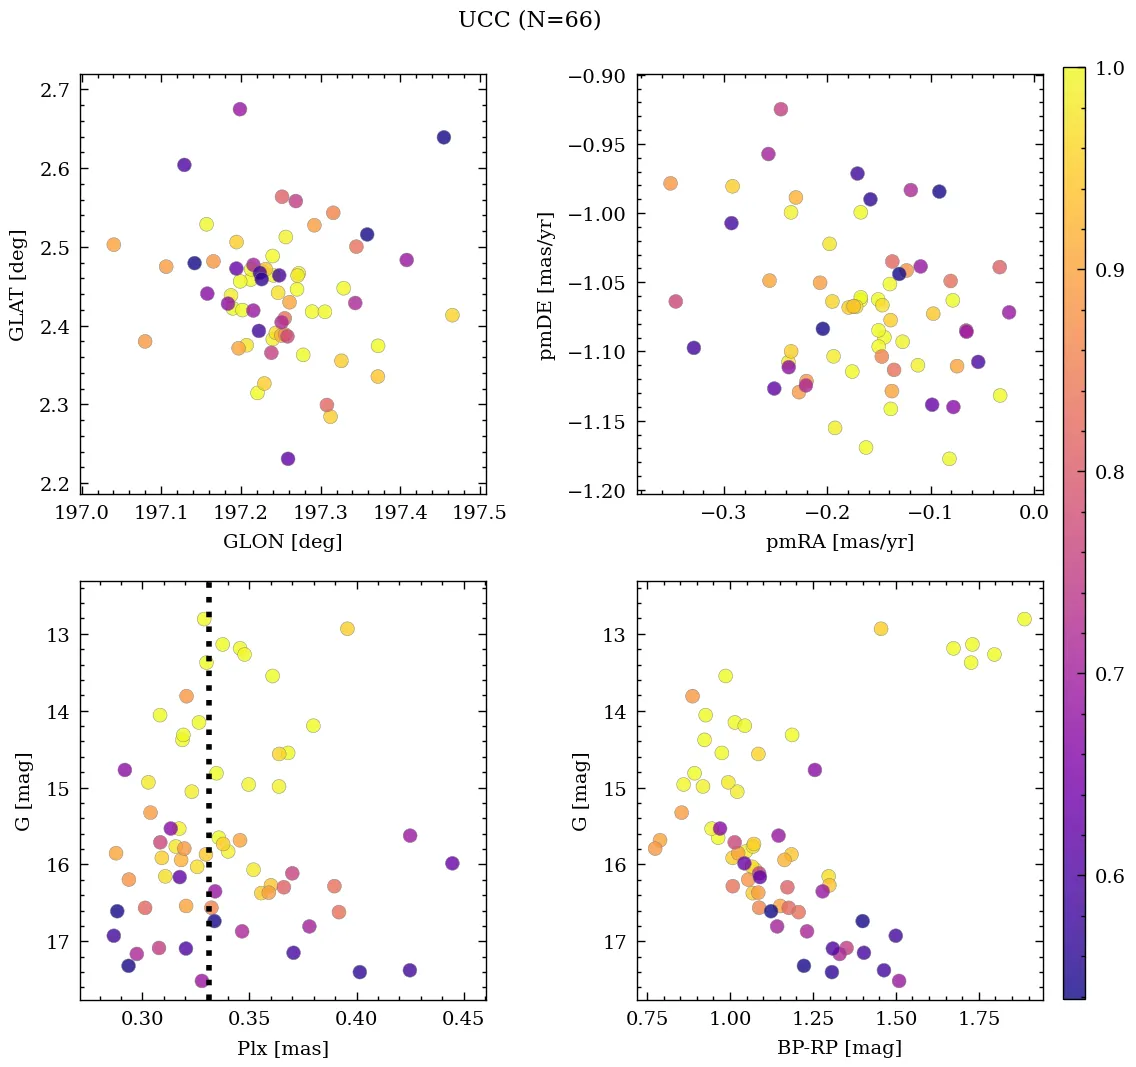 UCC (N=66)
2.7
2.6
2.5
2.4
2.3
2.2
GLAT [deg]
197.0 197.1 197.2 197.3 197.4 197.5
GLON [deg]
−0.90
−0.95
−1.00
−1.05
−1.10
−1.15
−1.20
pmDE [mas/yr]
−0.3 −0.2 −0.1 0.0
pmRA [mas/yr]
13
14
15
16
17
G [mag]
0.30 0.35 0.40 0.45
Plx [mas]
13
14
15
16
17
G [mag]
0.75 1.00 1.25 1.50 1.75
BP-RP [mag]
1.0
0.9
0.8
0.7
0.6